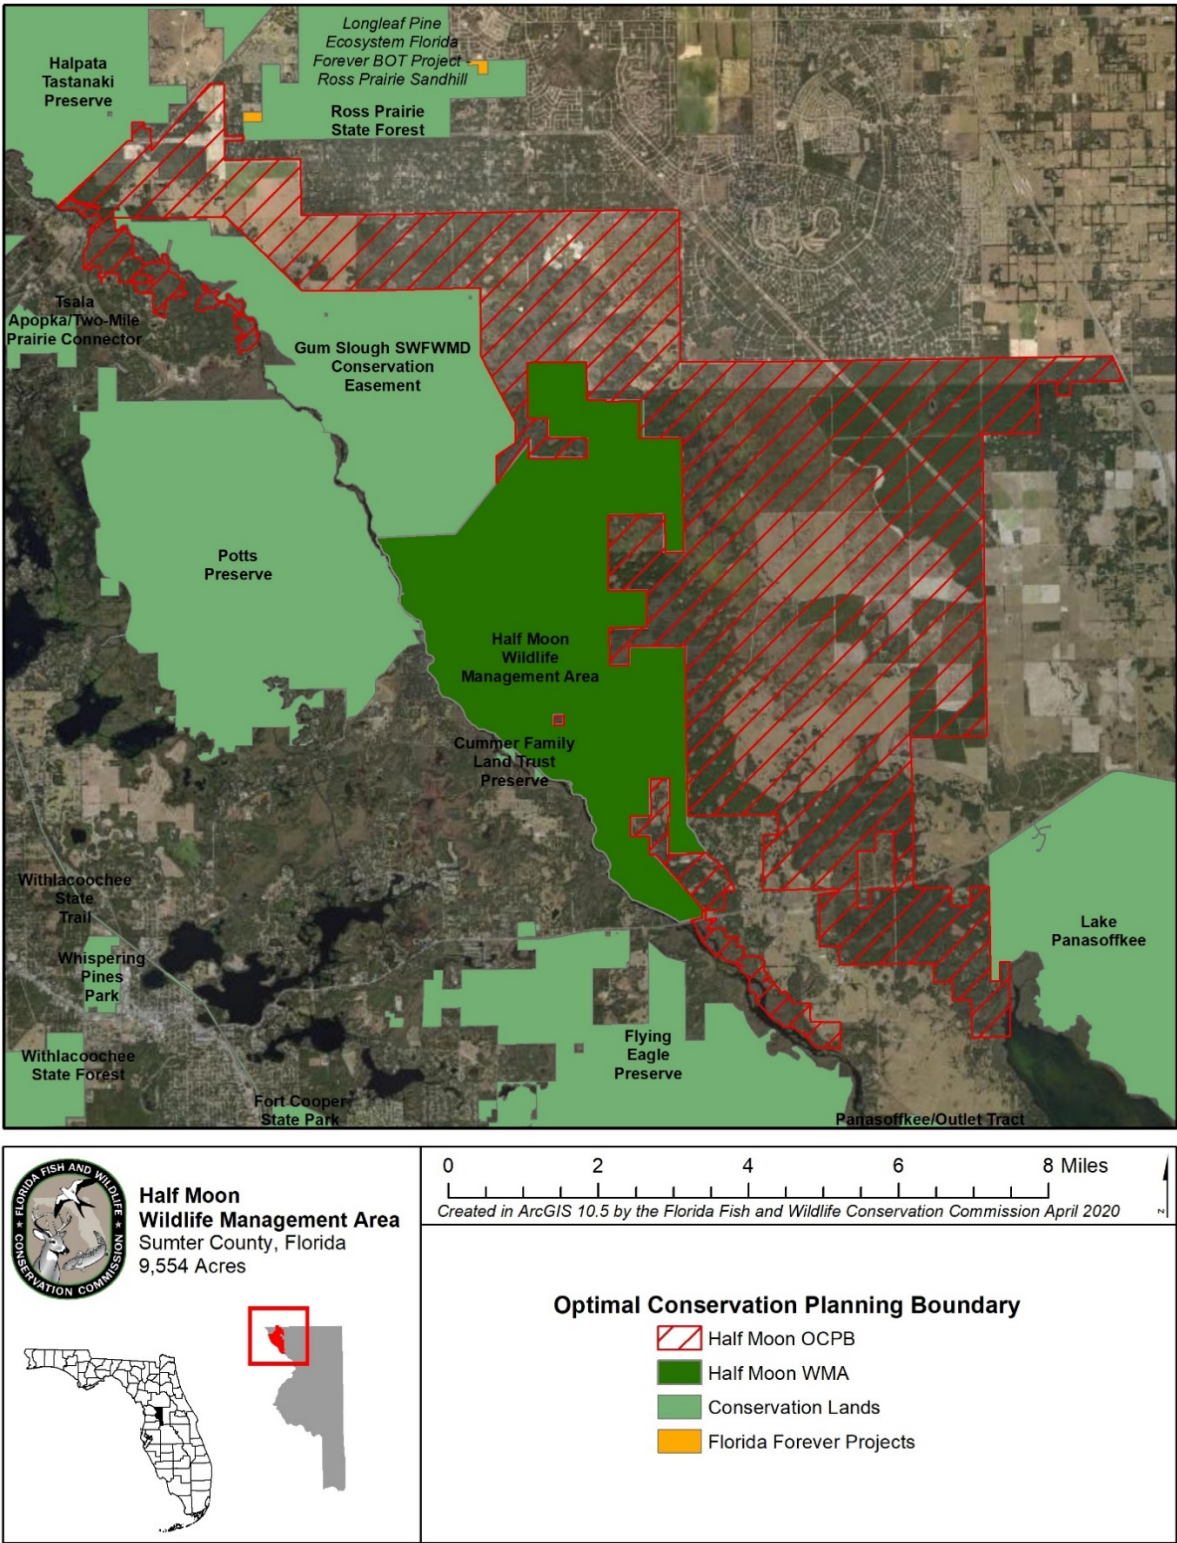 Longleaf Pine
Ecosystem Florida
Forever BOT Project -
Ross Prairie Sandhill
Halpata
Tastanaki
Preserve
Ross Prairie
State Forest
Tsala
Apopka/Two-Mile
Prairie Connector
Gum Slough SWFWMD
Conservation
Easement
Potts
Preserve
Half Moon
Wildlife
Management Area
Cummer Family
Land Trust
Preserve
Withlacoochee
State
Trail
Whispering
Pines
Park
Lake
Panasoffkee
Withlacoochee
State Forest
Flying
Eagle
Preserve
Fort Cooper
State Park
Panasoffkee/Outlet Tract
FLORIDA FISH AND WILDLIFE
CONSERVATION COMMISSION
Half Moon
Wildlife Management Area
Sumter County, Florida
9,554 Acres
0 2 4 6 8 Miles
Created in ArcGIS 10.5 by the Florida Fish and Wildlife Conservation Commission April 2020
N
Optimal Conservation Planning Boundary
Half Moon OCPB
Half Moon WMA
Conservation Lands
Florida Forever Projects